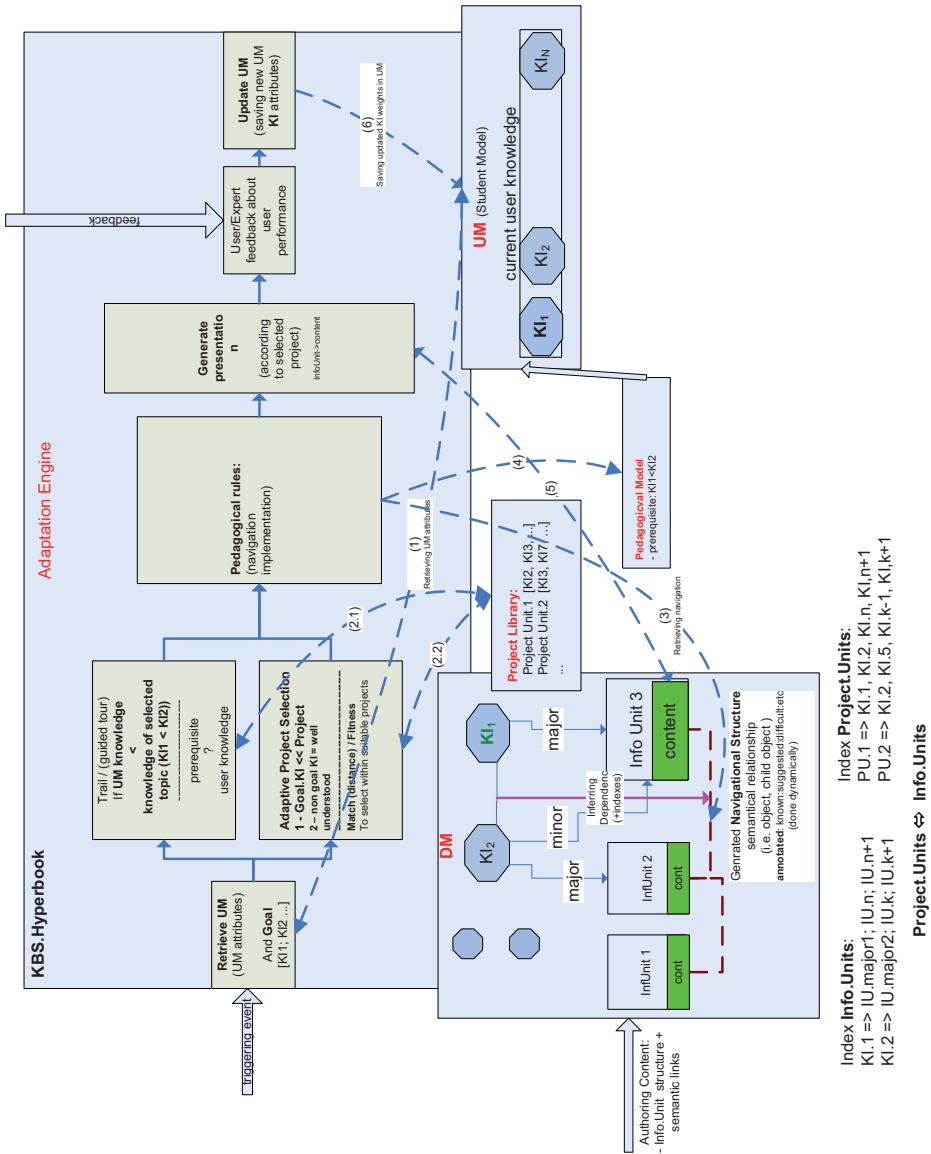 KBS.Hyperbook
Adaptation Engine
triggering event
Retrieve UM
(UM attributes)
And Goal
[KI1; KI2 ...]
Trail / (guided tour)
If UM knowledge
<
knowledge of selected
topic (KI1 < KI2))
-----------------------
prerequisite
?
user knowledge
Adaptive Project Selection
1 - Goal.KI << Project
2 – non goal KI = well
understood
---------------------------------
Match (distance) / Fitness
To select within suitable projects
Pedagogical rules:
(navigation
implementation)
Generate
presentatio
n
(according
to selected
project)
InfoUnit->content
feedback
User/Expert
feedback about
user
performance
Update UM
(saving new UM
KI attributes)
(6)
Saving updated KI weights in UM
(1)
Retrieving UM attributes
(2.1)
(2.2)
(4)
(5)
(3)
Retrieving navigation
UM (Student Model)
current user knowledge
KI1
KI2
KIN
Project Library:
Project Unit.1 [KI2, KI3, ...]
Project Unit.2 [KI3, KI7, ...]
...
Pedagogicval Model
- prerequisite: KI1<KI2
DM
KI2
KI1
major
minor
major
Inferring
Dependenc
(+indexes)
InfUnit 1
cont
InfUnit 2
cont
Info Unit 3
content
Genrated Navigational Structure
semantical relationship
(i.e. object, child object )
annotated: known:suggested:difficult:etc
(done dynamically)
Authoring Content:
- Info.Unit structure +
semantic links
Index Info.Units:
KI.1 => IU.major1; IU.n; IU.n+1
KI.2 => IU.major2; IU.k; IU.k+1
Index Project.Units:
PU.1 => KI.1, KI.2, KI.n, KI,n+1
PU.2 => KI.2, KI.5, KI.k-1, KI,k+1
Project.Units ⇔ Info.Units